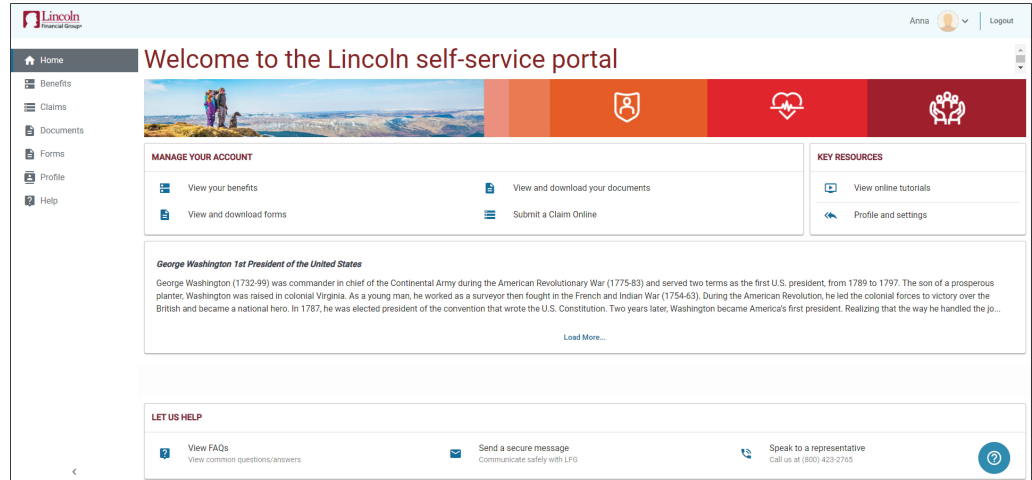 Lincoln
Financial Group®
Anna
Logout
Home
Benefits
Claims
Documents
Forms
Profile
Help
Welcome to the Lincoln self-service portal
MANAGE YOUR ACCOUNT
View your benefits
View and download your documents
View and download forms
Submit a Claim Online
KEY RESOURCES
View online tutorials
Profile and settings
George Washington 1st President of the United States
George Washington (1732-99) was commander in chief of the Continental Army during the American Revolutionary War (1775-83) and served two terms as the first U.S. president, from 1789 to 1797. The son of a prosperous
planter, Washington was raised in colonial Virginia. As a young man, he worked as a surveyor then fought in the French and Indian War (1754-63). During the American Revolution, he led the colonial forces to victory over the
British and became a national hero. In 1787, he was elected president of the convention that wrote the U.S. Constitution. Two years later, Washington became America's first president. Realizing that the way he handled the jo...
Load More...
LET US HELP
View FAQs
View common questions/answers
Send a secure message
Communicate safely with LFG
Speak to a representative
Call us at (800) 423-2765